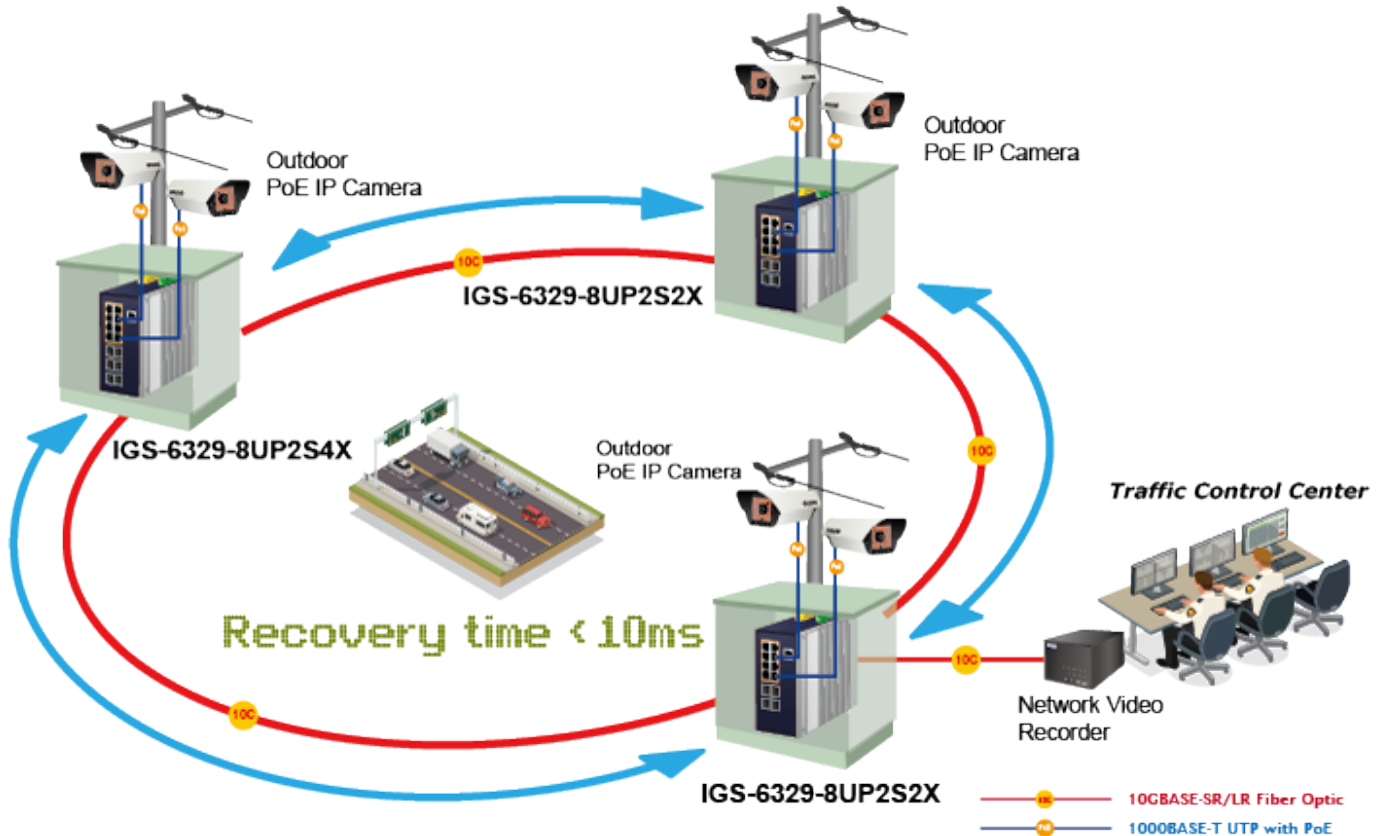 Outdoor
PoE IP Camera
Outdoor
PoE IP Camera
10G
IGS-6329-8UP2S2X
IGS-6329-8UP2S4X
Outdoor
PoE IP Camera
10G
Traffic Control Center
Recovery time < 10ms
10G
Network Video
Recorder
10G
IGS-6329-8UP2S2X
10G 10GBASE-SR/LR Fiber Optic
PoE 1000BASE-T UTP with PoE